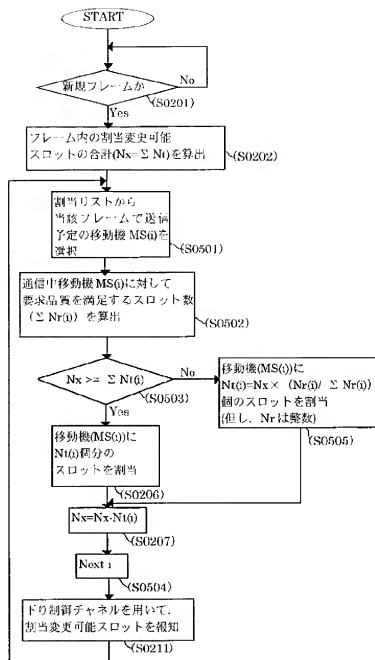 START
新規フレームか
No
(S0201)
Yes
フレーム内の割当変更可能
スロットの合計(Nx=Σ Nt)を算出
(S0202)
割当リストから
当該フレームで送信
予定の移動機 MS(i)を
選択
(S0501)
通信中移動機 MS(i)に対して
要求品質を満足するスロット数
(Σ Nr(i)) を算出
(S0502)
Nx >= Σ Nt(i)
No
(S0503)
Yes
移動機(MS(i))に
Nt(i)=Nx× (Nr(i)/ Σ Nr(i))
個のスロットを割当
(但し、Nrは整数)
(S0505)
移動機(MS(i))に
Nt(i)個分の
スロットを割当
(S0206)
Nx=Nx-Nt(i)
(S0207)
Next i
(S0504)
下り制御チャネルを用いて、
割当変更可能スロットを報知
(S0211)